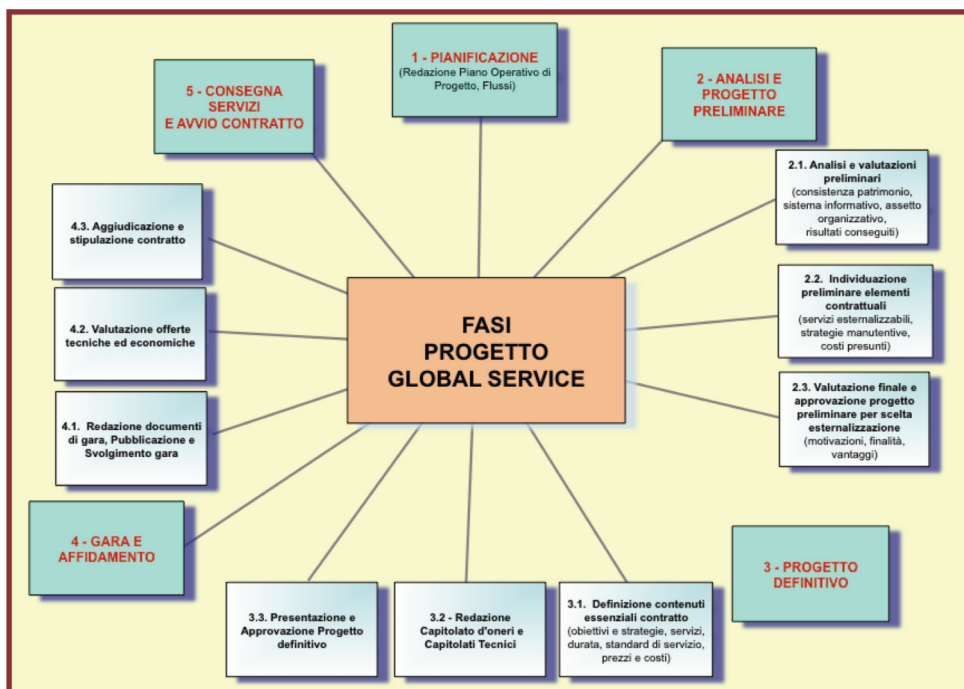 1 - PIANIFICAZIONE
(Redazione Piano Operativo di
Progetto, Flussi)
2 - ANALISI E
PROGETTO
PRELIMINARE
2.1. Analisi e valutazioni
preliminari
(consistenza patrimonio,
sistema informativo, assetto
organizzativo,
risultati conseguiti)
2.2.  Individuazione
preliminare elementi
contrattuali
(servizi esternalizzabili,
strategie manutentive,
costi presunti)
2.3. Valutazione finale e
approvazione progetto
preliminare per scelta
esternalizzazione
(motivazioni, finalità,
vantaggi)
3 - PROGETTO
DEFINITIVO
3.1.  Definizione contenuti
essenziali contratto
(obiettivi e strategie, servizi,
durata, standard di servizio,
prezzi e costi)
3.2 - Redazione
Capitolato d'oneri e
Capitolati Tecnici
3.3. Presentazione e
Approvazione Progetto
definitivo
4 - GARA E
AFFIDAMENTO
4.1.  Redazione documenti
di gara, Pubblicazione e
Svolgimento gara
4.2. Valutazione offerte
tecniche ed economiche
4.3. Aggiudicazione e
stipulazione contratto
5 - CONSEGNA
SERVIZI
E AVVIO CONTRATTO
FASI
PROGETTO
GLOBAL SERVICE